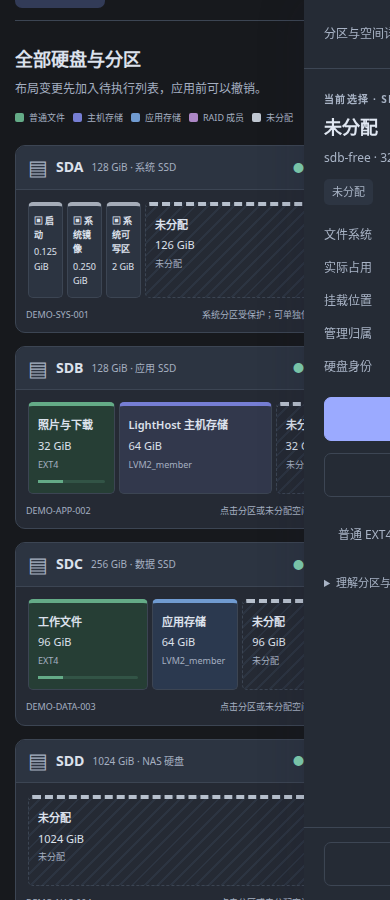 全部硬盘与分区
布局变更先加入待执行列表，应用前可以撤销。
普通文件 主机存储 应用存储 RAID 成员 未分配
SDA 128 GiB · 系统 SSD
启动
0.125 GiB
系统镜像
0.250 GiB
系统可写区
2 GiB
未分配
126 GiB
未分配
DEMO-SYS-001
系统分区受保护；可单独
SDB 128 GiB · 应用 SSD
照片与下载
32 GiB
EXT4
LightHost 主机存储
64 GiB
LVM2_member
DEMO-APP-002
点击分区或未分配空
SDC 256 GiB · 数据 SSD
工作文件
96 GiB
EXT4
应用存储
64 GiB
LVM2_member
未分配
96 GiB
未分配
DEMO-DATA-003
点击分区或未分配空
SDD 1024 GiB · NAS 硬盘
未分配
1024 GiB
未分配
分区与空间详
当前选择 ·
未分配
sdb-free · 32
未分配
文件系统
实际占用
挂载位置
管理归属
硬盘身份
普通 EXT4
▶ 理解分区与